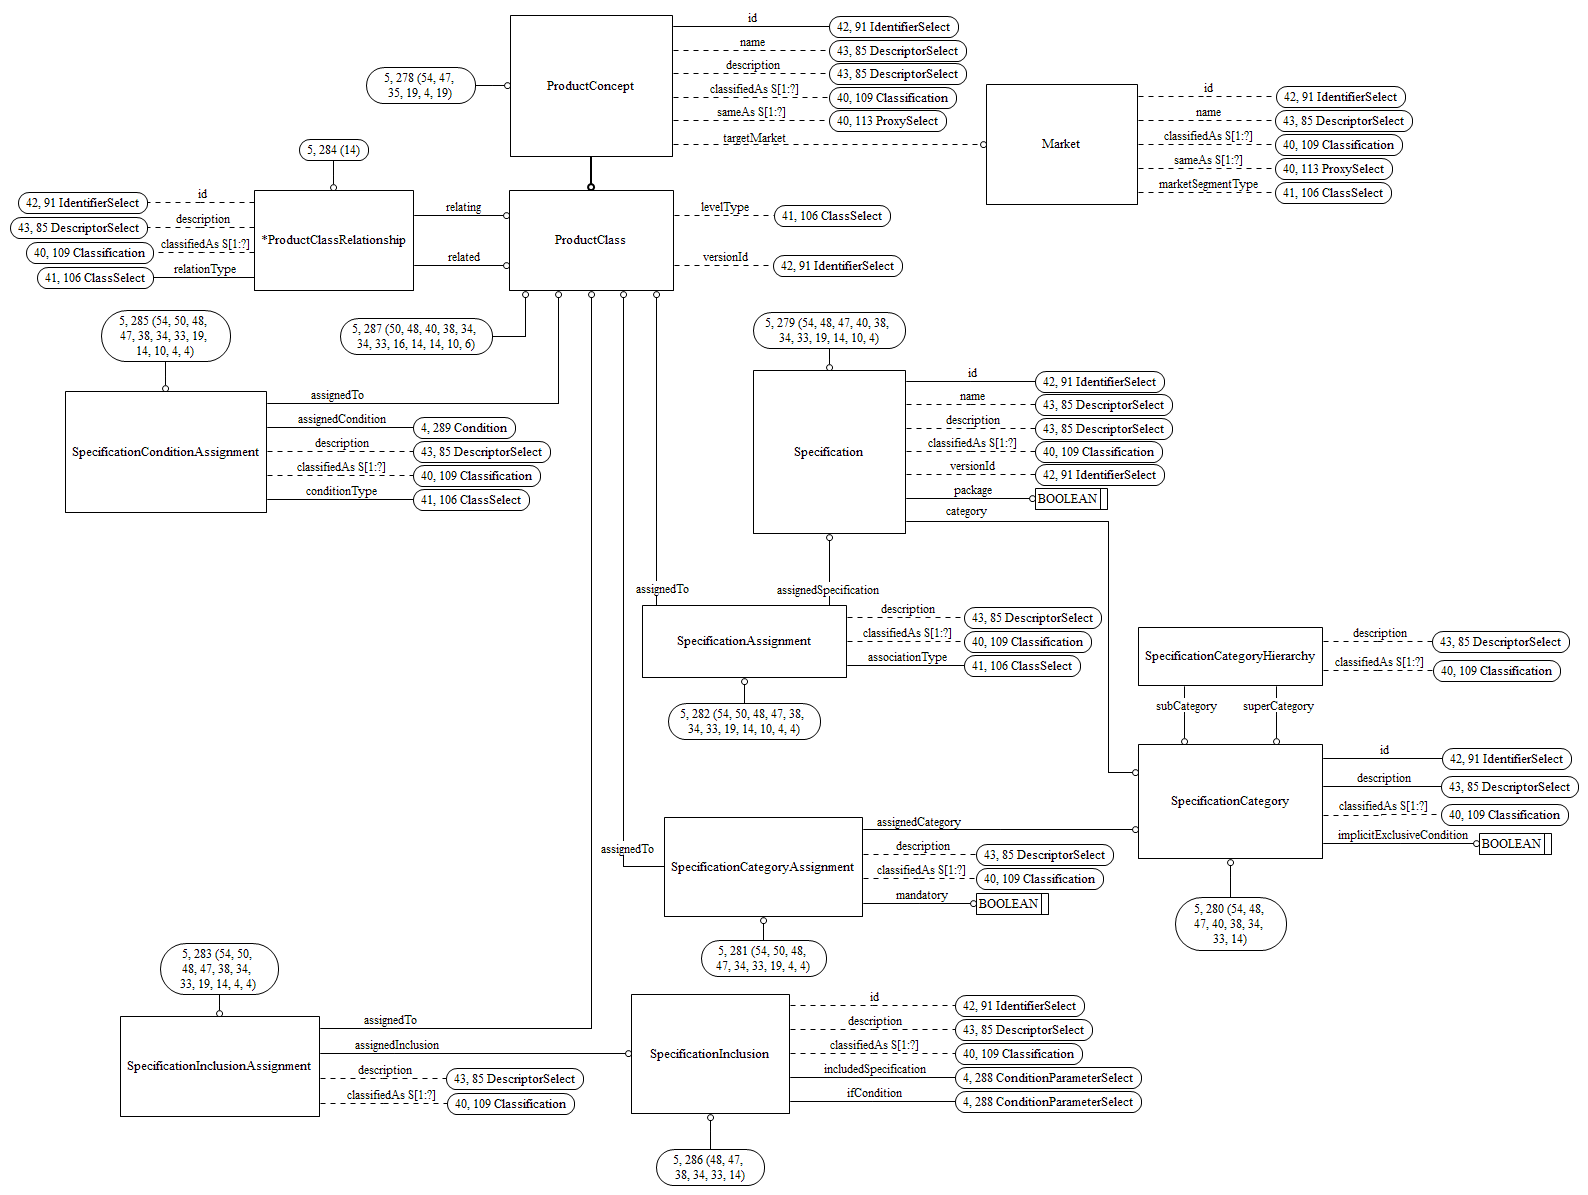 id
42, 91 IdentifierSelect
name
43, 85 DescriptorSelect
description
43, 85 DescriptorSelect
classifiedAs S[1:?]
40, 109 Classification
sameAs S[1:?]
40, 113 ProxySelect
targetMarket
ProductConcept
5, 278 (54, 47,
35, 19, 4, 19)
Market
id
42, 91 IdentifierSelect
name
43, 85 DescriptorSelect
classifiedAs S[1:?]
40, 109 Classification
sameAs S[1:?]
40, 113 ProxySelect
marketSegmentType
41, 106 ClassSelect
5, 284 (14)
id
42, 91 IdentifierSelect
description
43, 85 DescriptorSelect
classifiedAs S[1:?]
40, 109 Classification
relationType
41, 106 ClassSelect
*ProductClassRelationship
relating
related
ProductClass
levelType
41, 106 ClassSelect
versionId
42, 91 IdentifierSelect
5, 285 (54, 50, 48,
47, 38, 34, 33, 19,
14, 10, 4, 4)
5, 287 (50, 48, 40, 38, 34,
34, 33, 16, 14, 14, 10, 6)
5, 279 (54, 48, 47, 40, 38,
34, 33, 19, 14, 10, 4)
SpecificationConditionAssignment
assignedTo
assignedCondition
4, 289 Condition
description
43, 85 DescriptorSelect
classifiedAs S[1:?]
40, 109 Classification
conditionType
41, 106 ClassSelect
Specification
id
42, 91 IdentifierSelect
name
43, 85 DescriptorSelect
description
43, 85 DescriptorSelect
classifiedAs S[1:?]
40, 109 Classification
versionId
42, 91 IdentifierSelect
package
BOOLEAN
category
assignedTo
assignedSpecification
SpecificationAssignment
description
43, 85 DescriptorSelect
classifiedAs S[1:?]
40, 109 Classification
associationType
41, 106 ClassSelect
5, 282 (54, 50, 48, 47, 38,
34, 33, 19, 14, 10, 4, 4)
SpecificationCategoryHierarchy
description
43, 85 DescriptorSelect
classifiedAs S[1:?]
40, 109 Classification
subCategory
superCategory
SpecificationCategory
id
42, 91 IdentifierSelect
description
43, 85 DescriptorSelect
classifiedAs S[1:?]
40, 109 Classification
implicitExclusiveCondition
BOOLEAN
5, 280 (54, 48,
47, 40, 38, 34,
33, 14)
assignedTo
SpecificationCategoryAssignment
assignedCategory
description
43, 85 DescriptorSelect
classifiedAs S[1:?]
40, 109 Classification
mandatory
BOOLEAN
5, 281 (54, 50, 48,
47, 34, 33, 19, 4, 4)
5, 283 (54, 50,
48, 47, 38, 34,
33, 19, 14, 4, 4)
SpecificationInclusionAssignment
assignedTo
assignedInclusion
description
43, 85 DescriptorSelect
classifiedAs S[1:?]
40, 109 Classification
SpecificationInclusion
id
42, 91 IdentifierSelect
description
43, 85 DescriptorSelect
classifiedAs S[1:?]
40, 109 Classification
includedSpecification
4, 288 ConditionParameterSelect
ifCondition
4, 288 ConditionParameterSelect
5, 286 (48, 47,
38, 34, 33, 14)